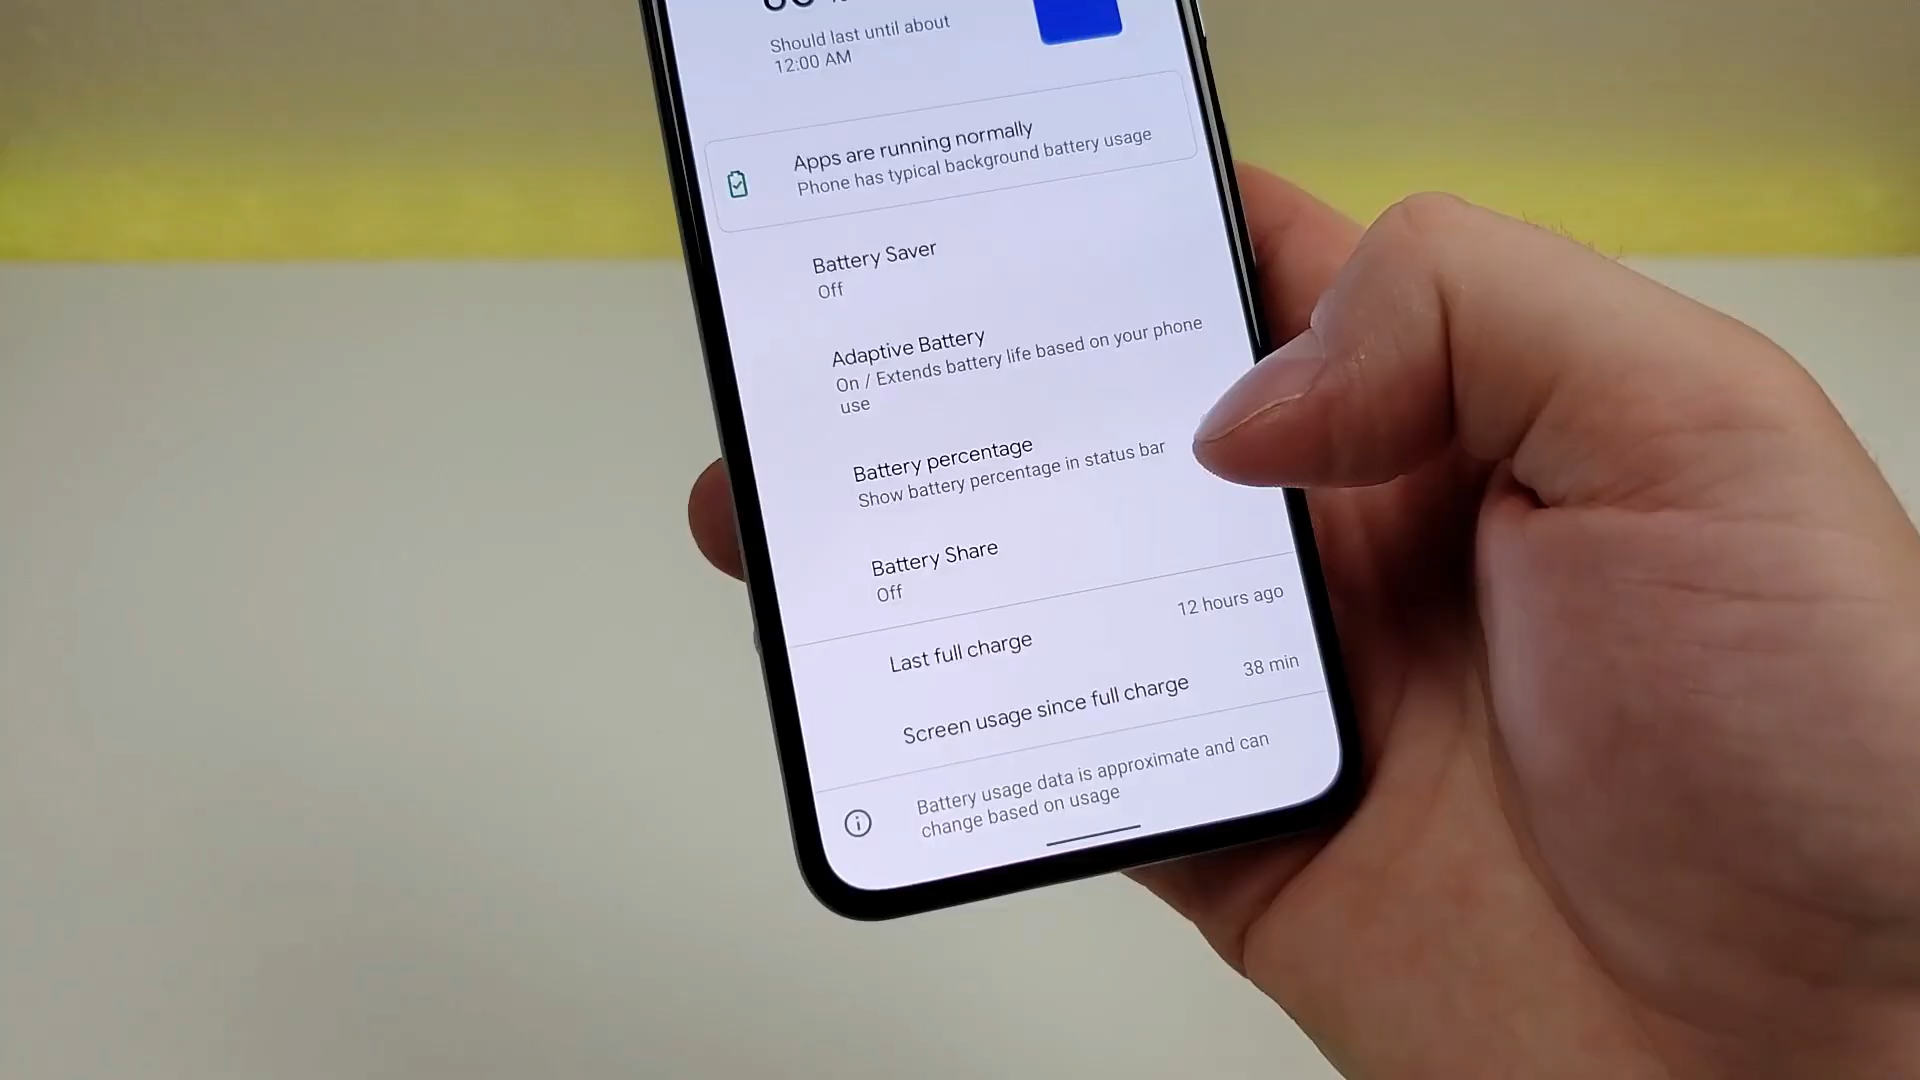 Should last until about
12:00 AM
Apps are running normally
Phone has typical background battery usage
Battery Saver
Off
Adaptive Battery
On / Extends battery life based on your phone
use
Battery percentage
Show battery percentage in status bar
Battery Share
Off
Last full charge
12 hours ago
Screen usage since full charge
38 min
Battery usage data is approximate and can
change based on usage